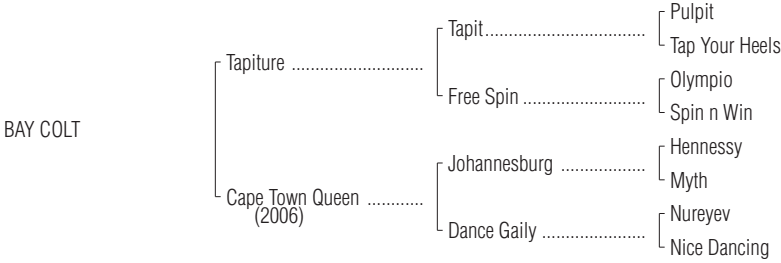 Pulpit
Tapit
Tap Your Heels
Tapiture
Olympio
Free Spin
Spin n Win
BAY COLT
Hennessy
Johannesburg
Myth
Cape Town Queen
(2006)
Nureyev
Dance Gaily
Nice Dancing